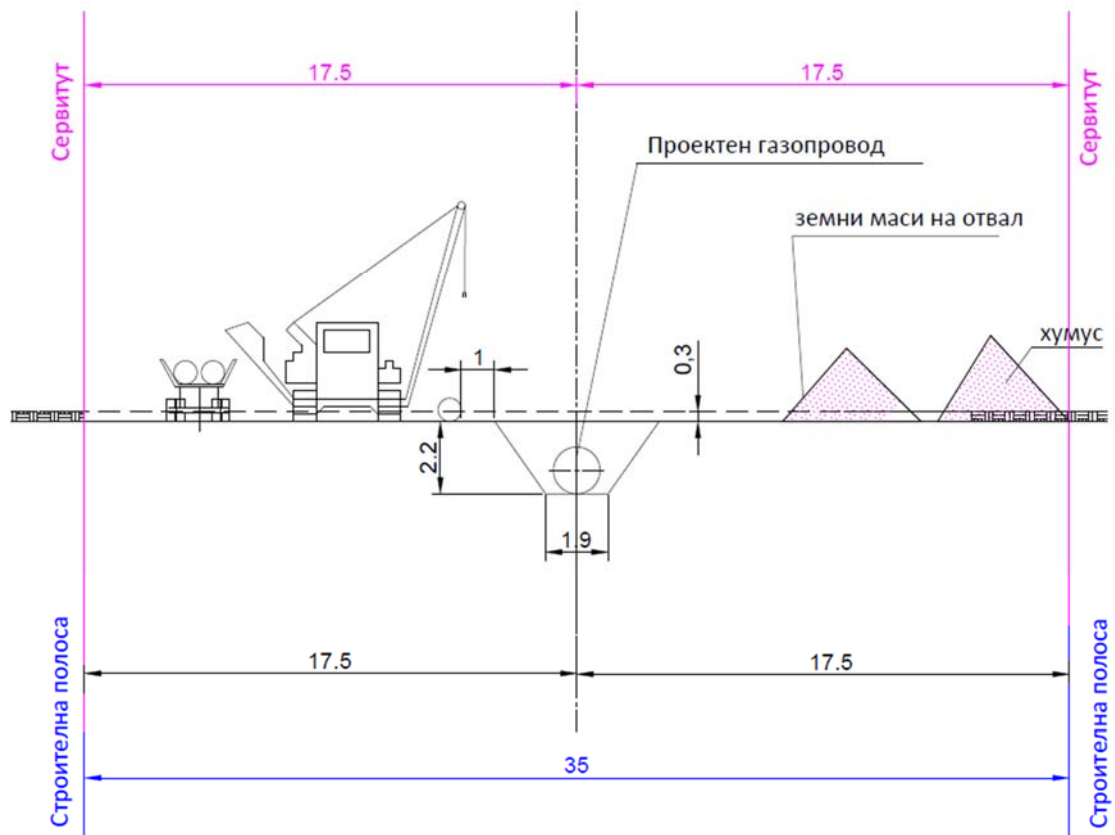 17.5
17.5
Сервитут
Сервитут
Проектен газопровод
земни маси на отвал
хумус
1
0,3
2.2
1.9
17.5
17.5
Строителна полоса
Строителна полоса
35